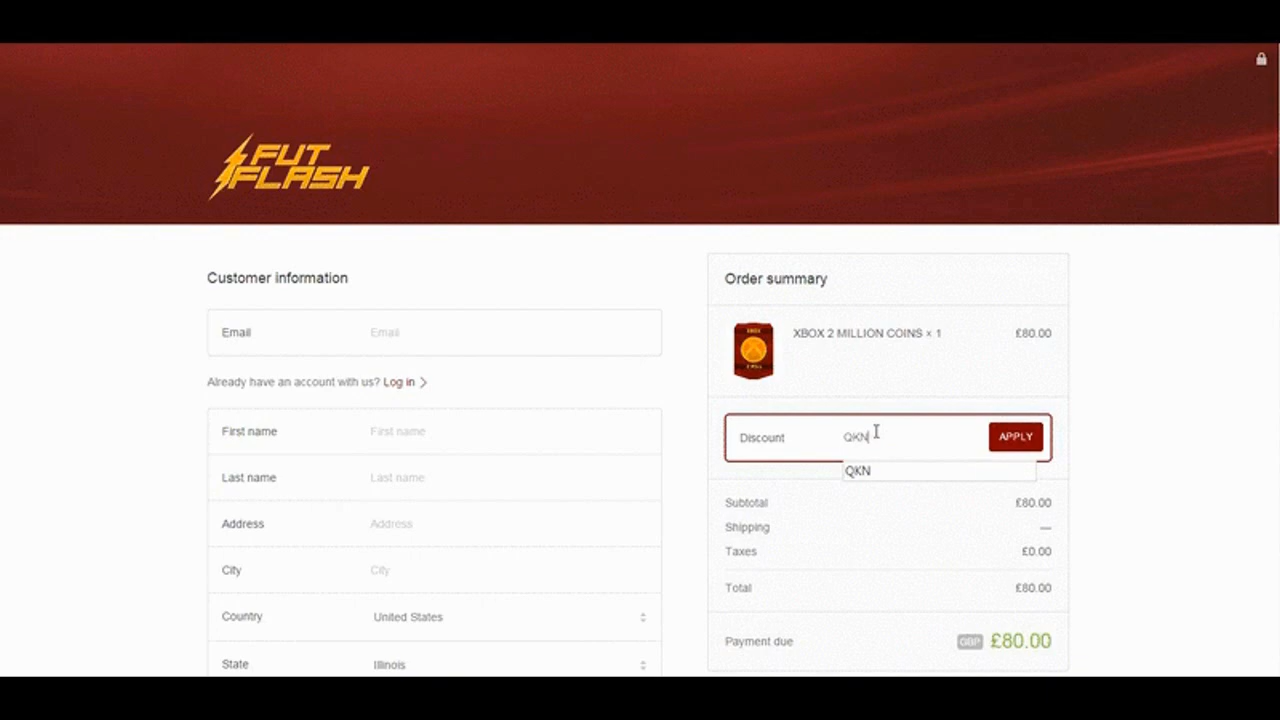 FUT
FLASH
Customer information
Email Email
Already have an account with us? Log in
First name First name
Last name Last name
Address Address
City City
Country United States
State Illinois
Order summary
XBOX
XBOX 2 MILLION COINS × 1 £80.00
Discount QKN APPLY
QKN
Subtotal £80.00
Shipping —
Taxes £0.00
Total £80.00
Payment due GBP £80.00